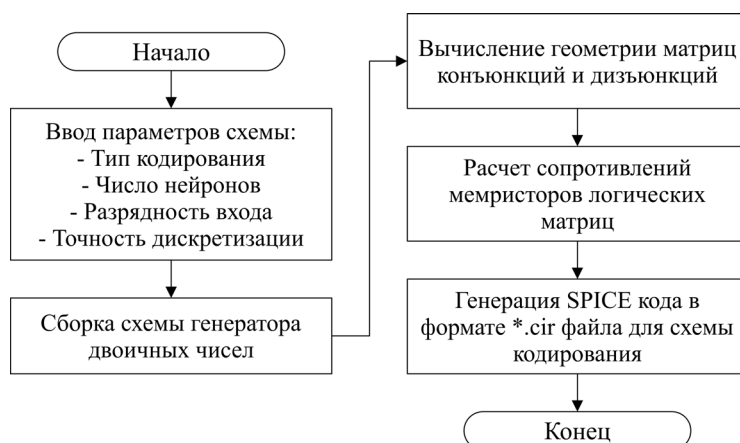 Начало
Ввод параметров схемы:
- Тип кодирования
- Число нейронов
- Разрядность входа
- Точность дискретизации
Сборка схемы генератора
двоичных чисел
Вычисление геометрии матриц
конъюнкций и дизъюнкций
Расчет сопротивлений
мемристоров логических
матриц
Генерация SPICE кода в
формате *.cir файла для схемы
кодирования
Конец